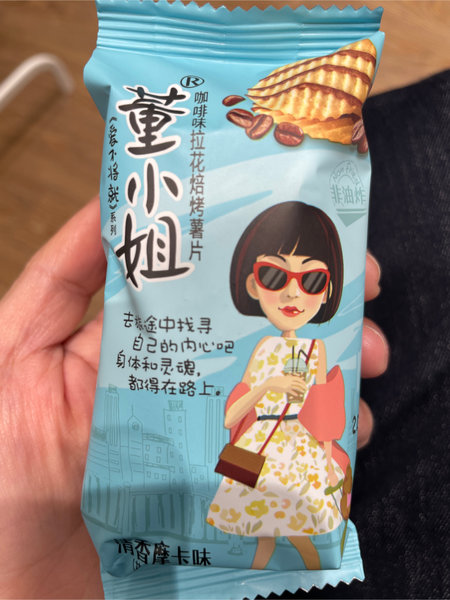 董小姐®
《爱不将就》系列
咖啡味拉花焙烤薯片
非油炸
去旅途中找寻
自己的内心吧
身体和灵魂,
都得在路上。
清香摩卡味